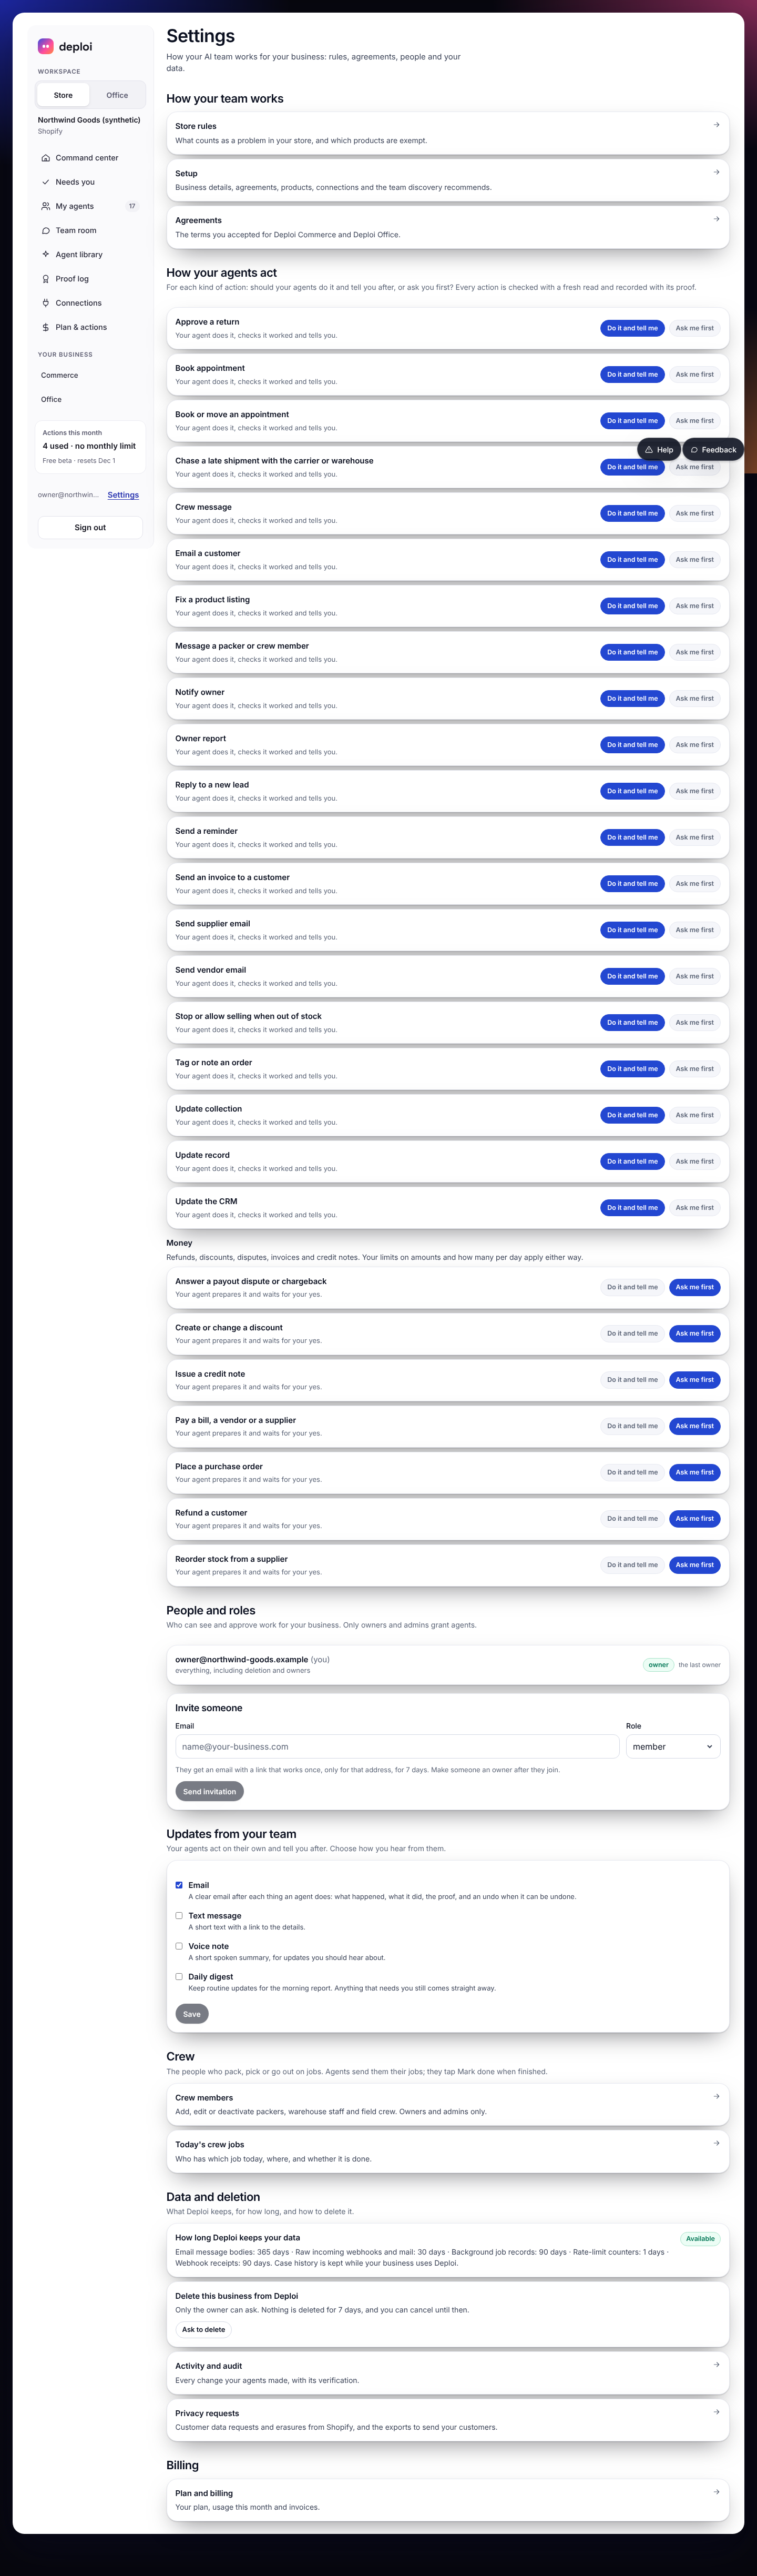 deploi
WORKSPACE
Store
Office
Northwind Goods (synthetic)
Shopify
Command center
Needs you
My agents
17
Team room
Agent library
Proof log
Connections
Plan & actions
YOUR BUSINESS
Commerce
Office
Actions this month
4 used · no monthly limit
Free beta · resets Dec 1
owner@northwin...
Settings
Sign out
Settings
How your AI team works for your business: rules, agreements, people and your
data.
How your team works
Store rules
What counts as a problem in your store, and which products are exempt.
Setup
Business details, agreements, products, connections and the team discovery recommends.
Agreements
The terms you accepted for Deploi Commerce and Deploi Office.
How your agents act
For each kind of action: should your agents do it and tell you after, or ask you first? Every action is checked with a fresh read and recorded with its proof.
Approve a return
Your agent does it, checks it worked and tells you.
Do it and tell me
Ask me first
Book appointment
Your agent does it, checks it worked and tells you.
Do it and tell me
Ask me first
Book or move an appointment
Your agent does it, checks it worked and tells you.
Do it and tell me
Ask me first
Help
Feedback
Chase a late shipment with the carrier or warehouse
Your agent does it, checks it worked and tells you.
Do it and tell me
Ask me first
Crew message
Your agent does it, checks it worked and tells you.
Do it and tell me
Ask me first
Email a customer
Your agent does it, checks it worked and tells you.
Do it and tell me
Ask me first
Fix a product listing
Your agent does it, checks it worked and tells you.
Do it and tell me
Ask me first
Message a packer or crew member
Your agent does it, checks it worked and tells you.
Do it and tell me
Ask me first
Notify owner
Your agent does it, checks it worked and tells you.
Do it and tell me
Ask me first
Owner report
Your agent does it, checks it worked and tells you.
Do it and tell me
Ask me first
Reply to a new lead
Your agent does it, checks it worked and tells you.
Do it and tell me
Ask me first
Send a reminder
Your agent does it, checks it worked and tells you.
Do it and tell me
Ask me first
Send an invoice to a customer
Your agent does it, checks it worked and tells you.
Do it and tell me
Ask me first
Send supplier email
Your agent does it, checks it worked and tells you.
Do it and tell me
Ask me first
Send vendor email
Your agent does it, checks it worked and tells you.
Do it and tell me
Ask me first
Stop or allow selling when out of stock
Your agent does it, checks it worked and tells you.
Do it and tell me
Ask me first
Tag or note an order
Your agent does it, checks it worked and tells you.
Do it and tell me
Ask me first
Update collection
Your agent does it, checks it worked and tells you.
Do it and tell me
Ask me first
Update record
Your agent does it, checks it worked and tells you.
Do it and tell me
Ask me first
Update the CRM
Your agent does it, checks it worked and tells you.
Do it and tell me
Ask me first
Money
Refunds, discounts, disputes, invoices and credit notes. Your limits on amounts and how many per day apply either way.
Answer a payout dispute or chargeback
Your agent prepares it and waits for your yes.
Do it and tell me
Ask me first
Create or change a discount
Your agent prepares it and waits for your yes.
Do it and tell me
Ask me first
Issue a credit note
Your agent prepares it and waits for your yes.
Do it and tell me
Ask me first
Pay a bill, a vendor or a supplier
Your agent prepares it and waits for your yes.
Do it and tell me
Ask me first
Place a purchase order
Your agent prepares it and waits for your yes.
Do it and tell me
Ask me first
Refund a customer
Your agent prepares it and waits for your yes.
Do it and tell me
Ask me first
Reorder stock from a supplier
Your agent prepares it and waits for your yes.
Do it and tell me
Ask me first
People and roles
Who can see and approve work for your business. Only owners and admins grant agents.
owner@northwind-goods.example (you)
everything, including deletion and owners
owner
the last owner
Invite someone
Email
Role
name@your-business.com
member
They get an email with a link that works once, only for that address, for 7 days. Make someone an owner after they join.
Send invitation
Updates from your team
Your agents act on their own and tell you after. Choose how you hear from them.
Email
A clear email after each thing an agent does: what happened, what it did, the proof, and an undo when it can be undone.
Text message
A short text with a link to the details.
Voice note
A short spoken summary, for updates you should hear about.
Daily digest
Keep routine updates for the morning report. Anything that needs you still comes straight away.
Save
Crew
The people who pack, pick or go out on jobs. Agents send them their jobs; they tap Mark done when finished.
Crew members
Add, edit or deactivate packers, warehouse staff and field crew. Owners and admins only.
Today's crew jobs
Who has which job today, where, and whether it is done.
Data and deletion
What Deploi keeps, for how long, and how to delete it.
How long Deploi keeps your data
Available
Email message bodies: 365 days · Raw incoming webhooks and mail: 30 days · Background job records: 90 days · Rate-limit counters: 1 days ·
Webhook receipts: 90 days. Case history is kept while your business uses Deploi.
Delete this business from Deploi
Only the owner can ask. Nothing is deleted for 7 days, and you can cancel until then.
Ask to delete
Activity and audit
Every change your agents made, with its verification.
Privacy requests
Customer data requests and erasures from Shopify, and the exports to send your customers.
Billing
Plan and billing
Your plan, usage this month and invoices.